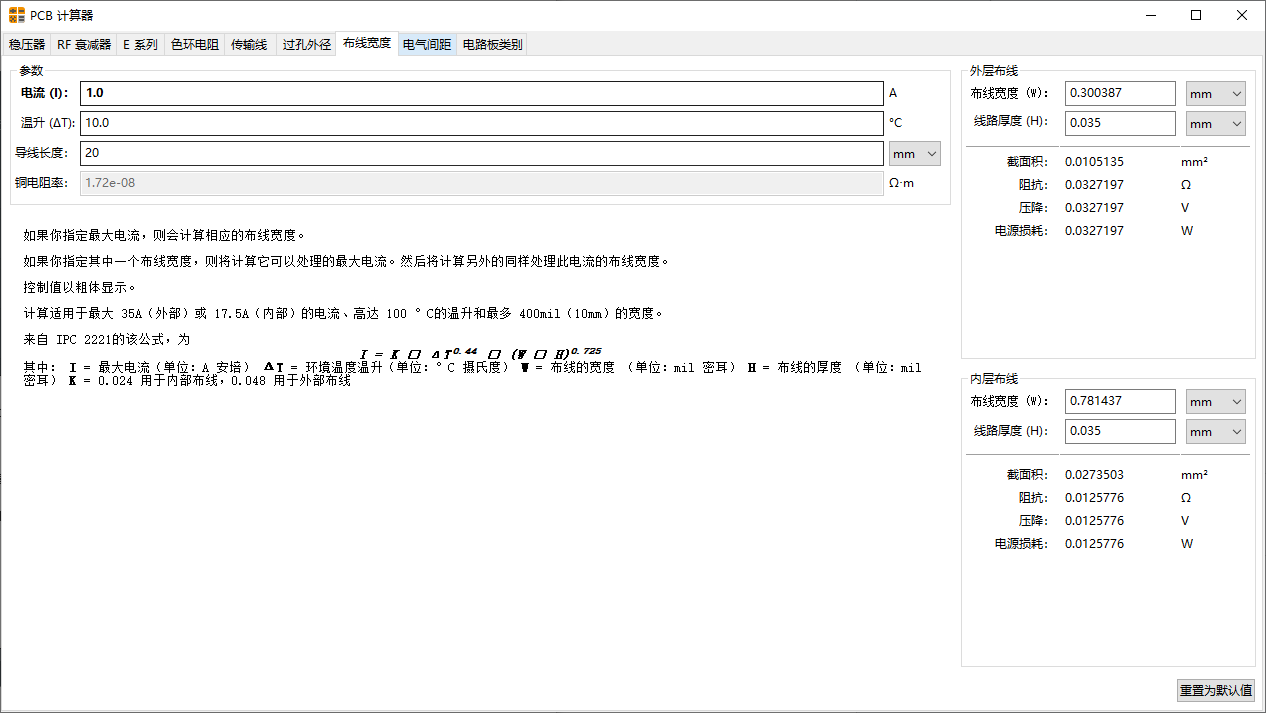 PCB 计算器
稳压器 RF 衰减器 E 系列 色环电阻 传输线 过孔外径 布线宽度 电气间距 电路板类别
参数
电流 (I): 1.0 A
温升 (ΔT): 10.0 °C
导线长度: 20 mm
铜电阻率: 1.72e-08 Ω·m
如果你指定最大电流，则会计算相应的布线宽度。
如果你指定其中一个布线宽度，则将计算它可以处理的最大电流。然后将计算另外的同样处理此电流的布线宽度。
控制值以粗体显示。
计算适用于最大 35A（外部）或 17.5A（内部）的电流、高达 100 °C的温升和最多 400mil（10mm）的宽度。
来自 IPC 2221的该公式，为
I = K □ ΔT^0.44 □ (W □ H)^0.725
其中: I = 最大电流（单位：A 安培） ΔT = 环境温度温升（单位：°C 摄氏度） W = 布线的宽度 （单位：mil 密耳） H = 布线的厚度 （单位：mil
密耳） K = 0.024 用于内部布线，0.048 用于外部布线
外层布线
布线宽度 (W): 0.300387 mm
线路厚度 (H): 0.035 mm
截面积: 0.0105135 mm²
阻抗: 0.0327197 Ω
压降: 0.0327197 V
电源损耗: 0.0327197 W
内层布线
布线宽度 (W): 0.781437 mm
线路厚度 (H): 0.035 mm
截面积: 0.0273503 mm²
阻抗: 0.0125776 Ω
压降: 0.0125776 V
电源损耗: 0.0125776 W
重置为默认值